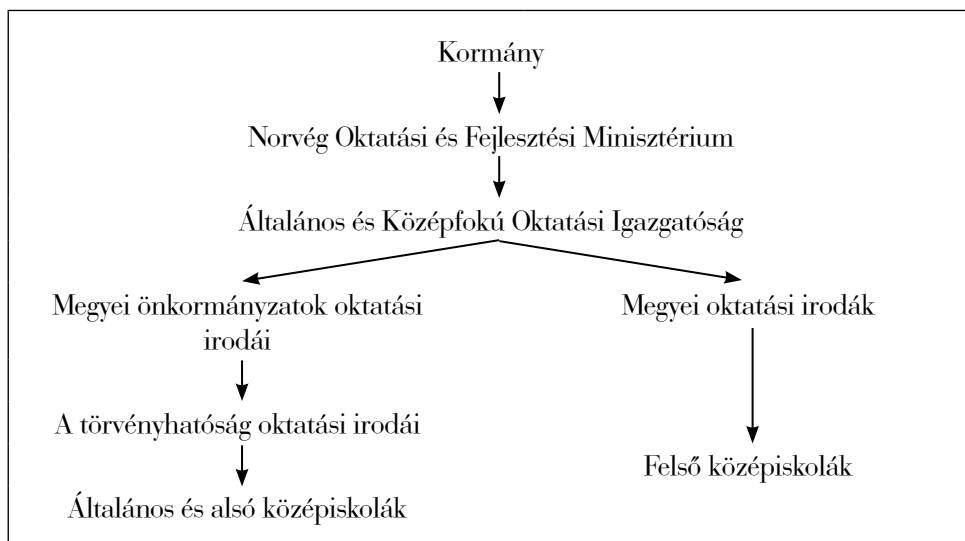 Kormány
Norvég Oktatási és Fejlesztési Minisztérium
Általános és Középfokú Oktatási Igazgatóság
Megyei önkormányzatok oktatási
irodái
A törvényhatóság oktatási irodái
Általános és alsó középiskolák
Megyei oktatási irodák
Felső középiskolák